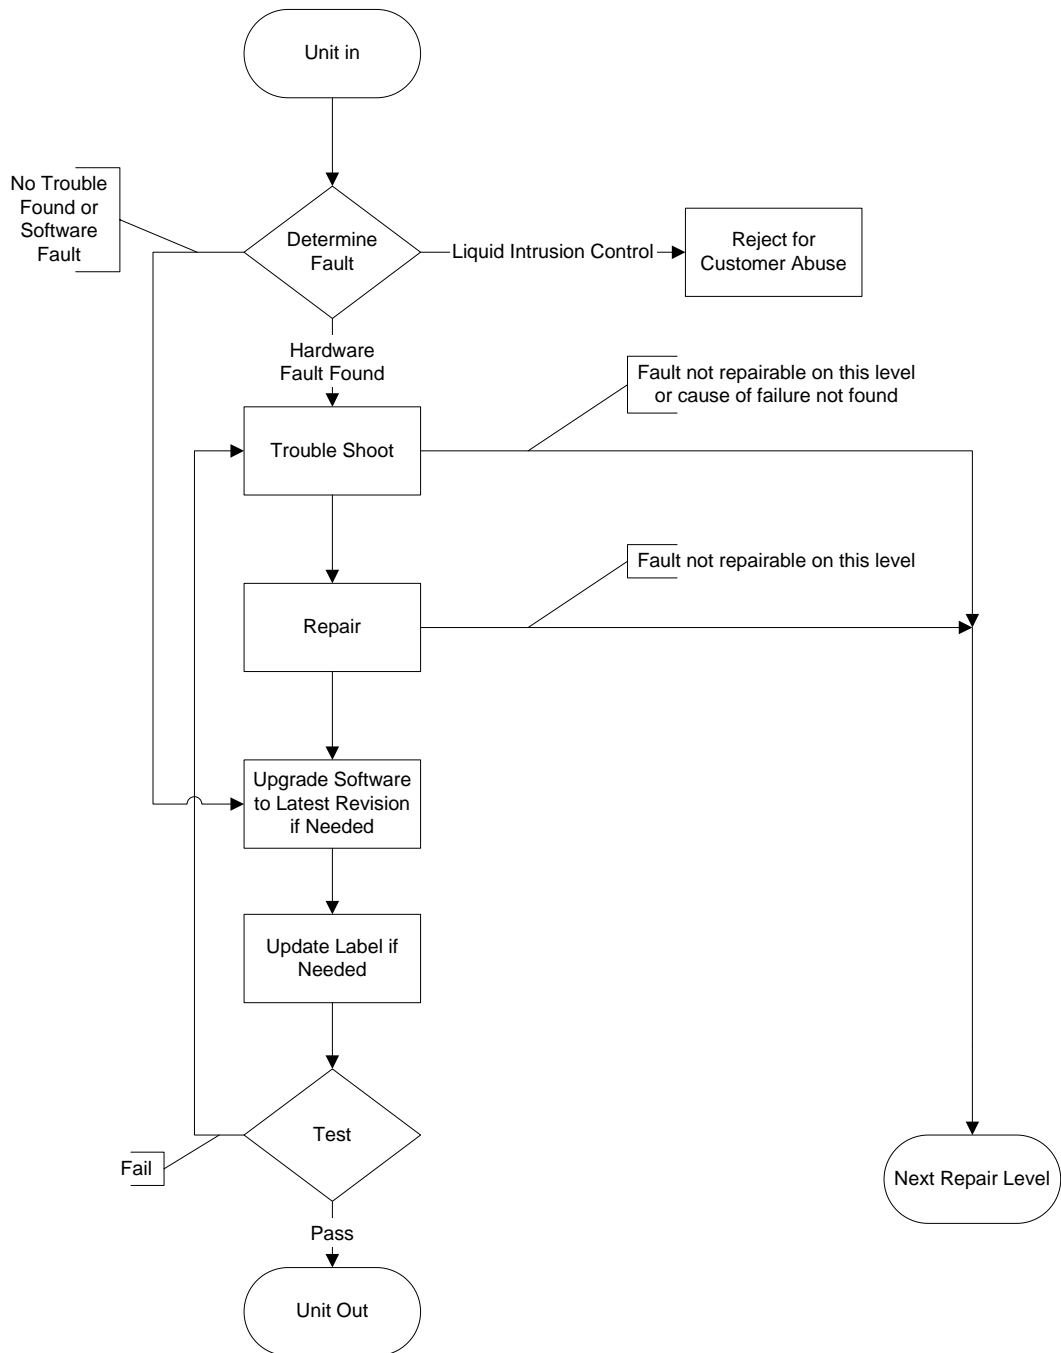 Unit in
No Trouble
Found or
Software
Fault
Determine
Fault
Liquid Intrusion Control
Reject for
Customer Abuse
Hardware
Fault Found
Fault not repairable on this level
or cause of failure not found
Trouble Shoot
Fault not repairable on this level
Repair
Upgrade Software
to Latest Revision
if Needed
Update Label if
Needed
Test
Fail
Next Repair Level
Pass
Unit Out